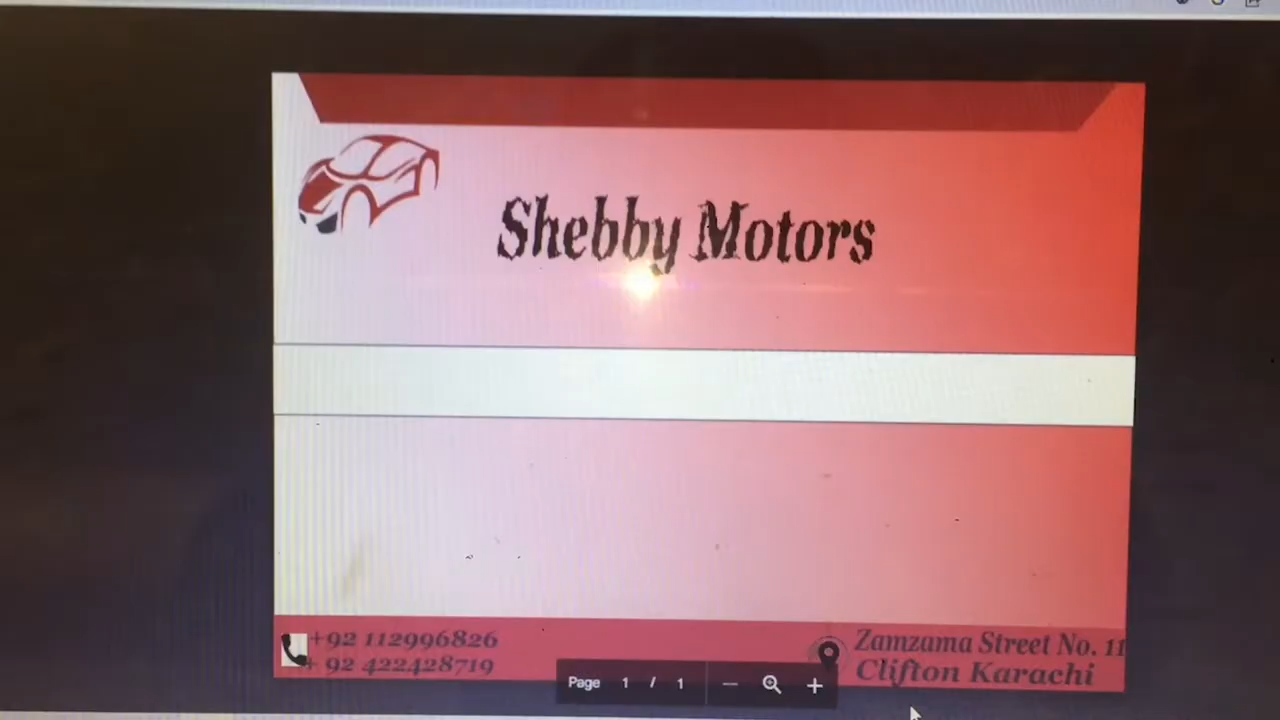 Shebby Motors
+92 112996826
+ 92 422428719
Zamzama Street No. 11
Clifton Karachi
Page 1 / 1